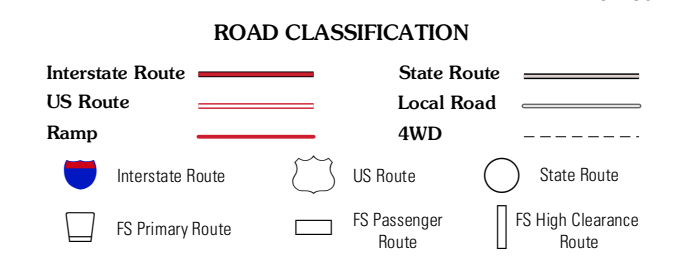 ROAD CLASSIFICATION
Interstate Route
State Route
US Route
Local Road
Ramp
4WD
Interstate Route
US Route
State Route
FS Primary Route
FS Passenger
Route
FS High Clearance
Route